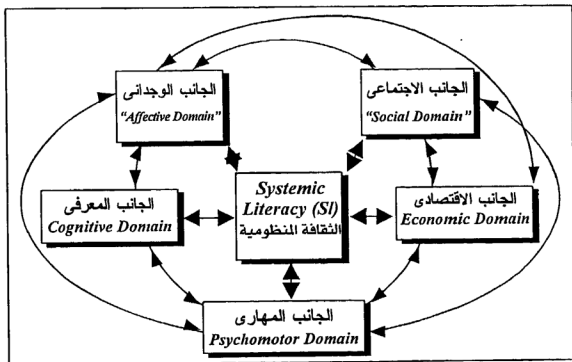 الجانب الوجدانى
“Affective Domain”
الجانب الاجتماعى
“Social Domain”
Systemic
Literacy (Sl)
الثقافة المنظومية
الجانب المعرفى
Cognitive Domain
الجانب الاقتصادى
Economic Domain
الجانب المهارى
Psychomotor Domain